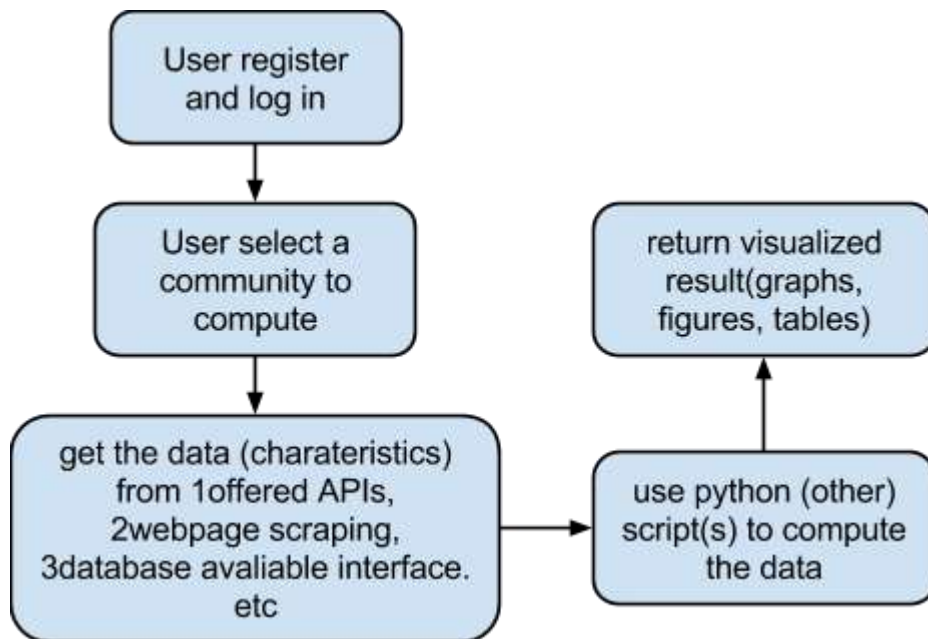 User register
and log in
User select a
community to
compute
get the data (charateristics)
from 1offered APIs,
2webpage scraping,
3database avaliable interface.
etc
use python (other)
script(s) to compute
the data
return visualized
result(graphs,
figures, tables)